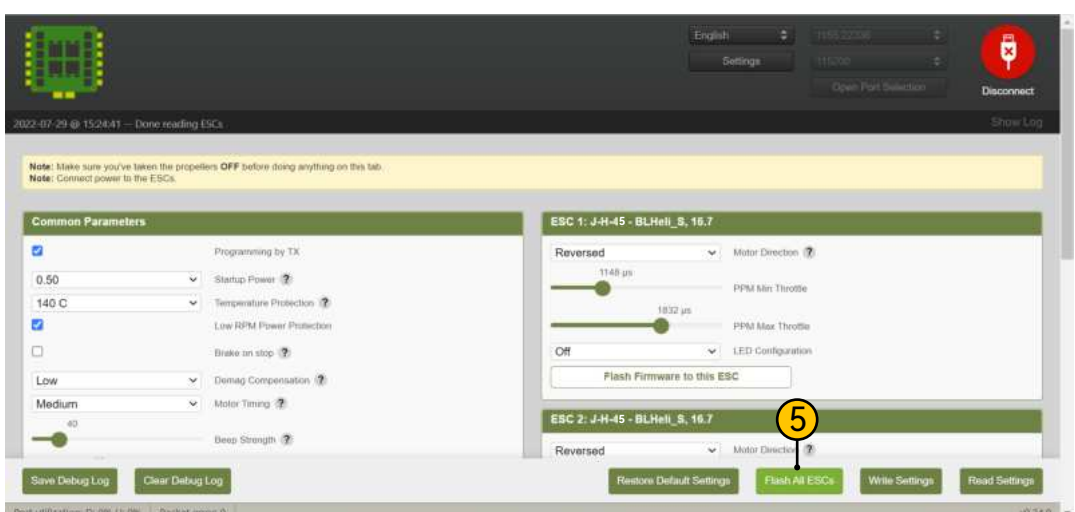 English
1155:22336
Settings
115200
Open Port Selection
Disconnect
2022-07-29 @ 15:24:41 -- Done reading ESCs
Show Log
Note: Make sure you've taken the propellers OFF before doing anything on this tab.
Note: Connect power to the ESCs.
Common Parameters
Programming by TX
0.50 Startup Power ?
140 C Temperature Protection ?
Low RPM Power Protection
Brake on stop ?
Low Demag Compensation ?
Medium Motor Timing ?
40
Beep Strength ?
ESC 1: J-H-45 - BLHeli_S, 16.7
Reversed Motor Direction ?
1148 µs
PPM Min Throttle
1832 µs
PPM Max Throttle
Off LED Configuration
Flash Firmware to this ESC
ESC 2: J-H-45 - BLHeli_S, 16.7
5
Reversed Motor Direction ?
Save Debug Log Clear Debug Log Restore Default Settings Flash All ESCs Write Settings Read Settings